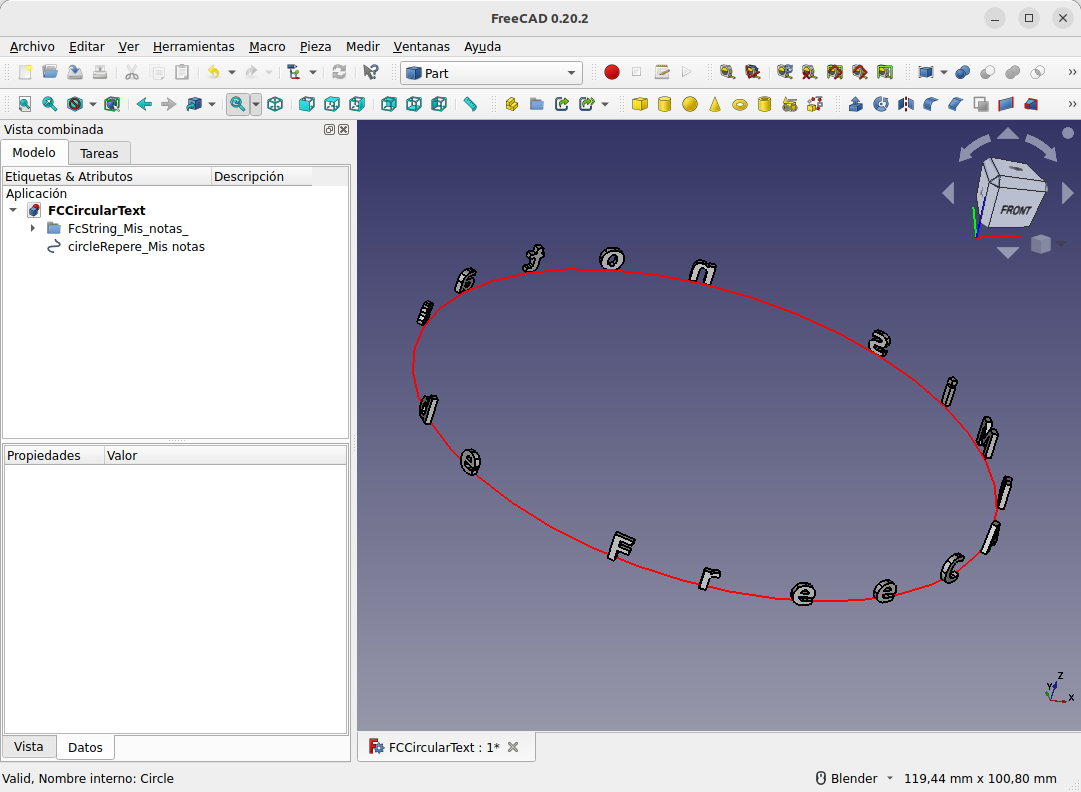 FreeCAD 0.20.2
Archivo Editar Ver Herramientas Macro Pieza Medir Ventanas Ayuda
Part
Vista combinada
Modelo Tareas
Etiquetas & Atributos Descripción
Aplicación
FCCircularText
FcString_Mis_notas_
circleRepere_Mis notas
FRONT
Propiedades Valor
Z
Y
X
Vista Datos
FCCircularText : 1*
Valid, Nombre interno: Circle
Blender 119,44 mm x 100,80 mm